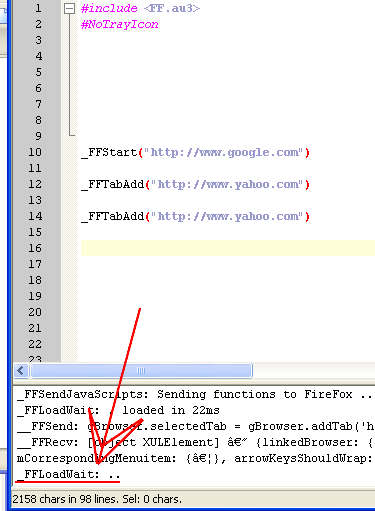 1 #include <FF.au3>
2 #NoTrayIcon
3
4
5
6
7
8
9
10 _FFStart("http://www.google.com")
11
12 _FFTabAdd("http://www.yahoo.com")
13
14 _FFTabAdd("http://www.yahoo.com")
15
16
17
18
19
20
21
22
23
_FFSendJavaScripts: Sending functions to FireFox ..
_FFLoadWait: . loaded in 22ms
__FFSend: gBrowser.selectedTab = gBrowser.addTab('h
__FFRecv: [object XULElement] â€" {linkedBrowser: {
mCorrespondingMenuitem: {â€¦}, arrowKeysShouldWrap:
_FFLoadWait: ..
2158 chars in 98 lines. Sel: 0 chars.